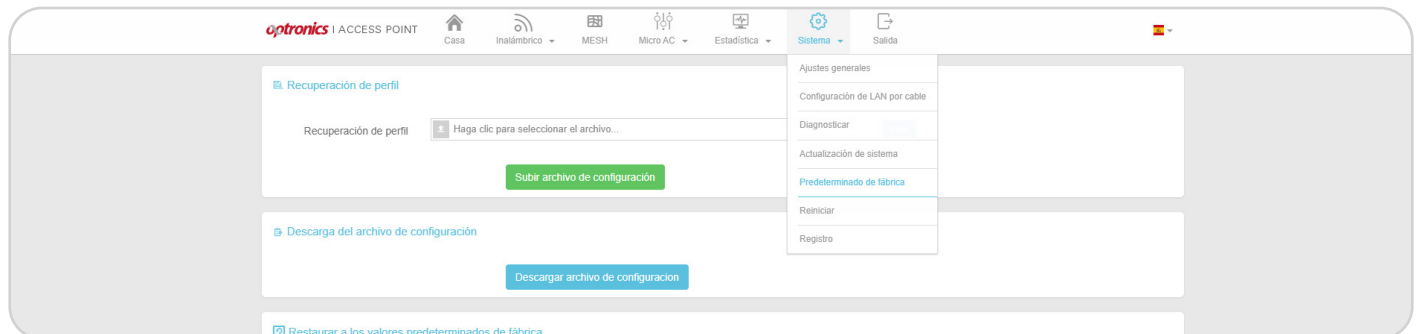 optronics | ACCESS POINT
Casa
Inalámbrico
MESH
Micro AC
Estadística
Sistema
Salida
Ajustes generales
Configuración de LAN por cable
Diagnosticar
Actualización de sistema
Predeterminado de fábrica
Reiniciar
Registro
Recuperación de perfil
Recuperación de perfil
Haga clic para seleccionar el archivo...
Subir archivo de configuración
Descarga del archivo de configuración
Descargar archivo de configuracion
Restaurar a los valores predeterminados de fábrica